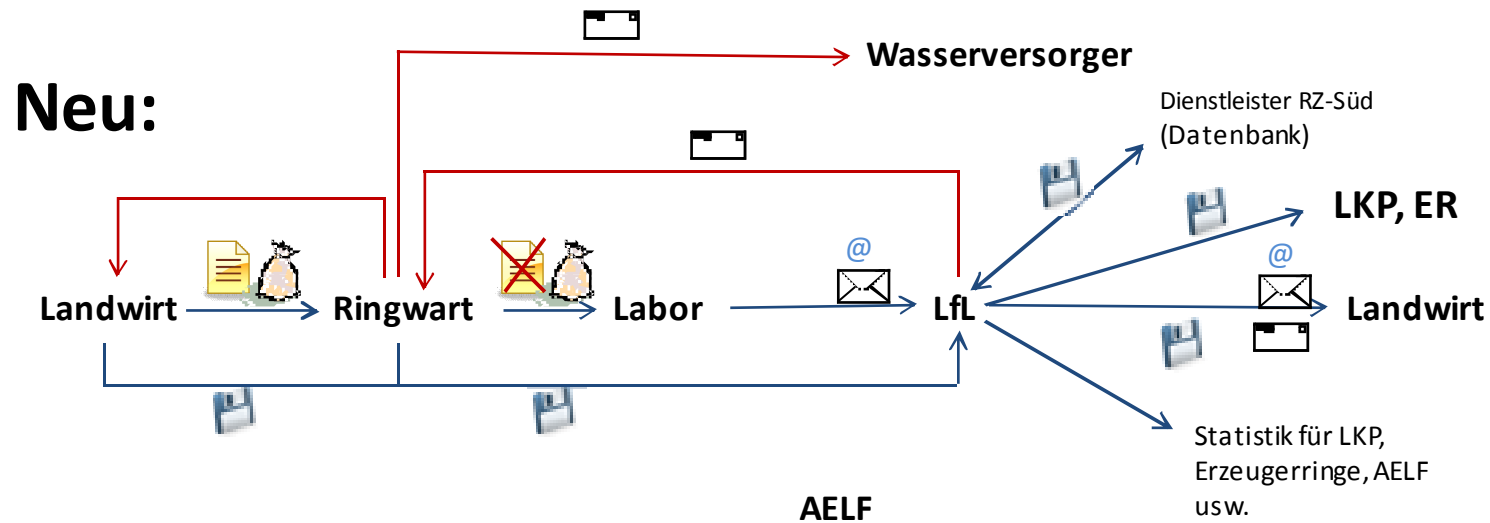 Wasserversorger
Neu:
Dienstleister RZ-Süd
(Datenbank)
LKP, ER
@
@
Landwirt
Ringwart
Labor
LfL
Landwirt
Statistik für LKP,
Erzeugerringe, AELF
usw.
AELF